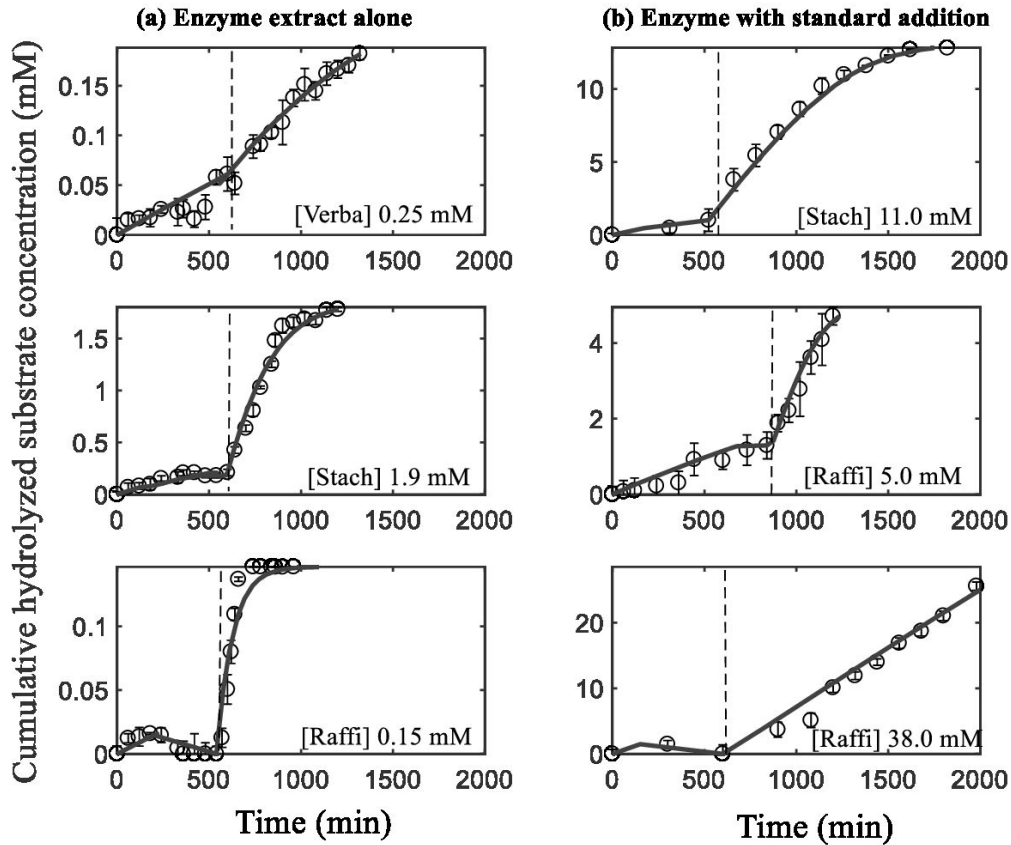 (a) Enzyme extract alone
(b) Enzyme with standard addition
Cumulative hydrolyzed substrate concentration (mM)
0.15
0.1
0.05
0
[Verba] 0.25 mM
0 500 1000 1500 2000
10
5
0
[Stach] 11.0 mM
0 500 1000 1500 2000
1.5
1
0.5
0
[Stach] 1.9 mM
0 500 1000 1500 2000
4
2
0
[Raffi] 5.0 mM
0 500 1000 1500 2000
0.1
0.05
0
[Raffi] 0.15 mM
0 500 1000 1500 2000
20
10
0
[Raffi] 38.0 mM
0 500 1000 1500 2000
Time (min)
Time (min)